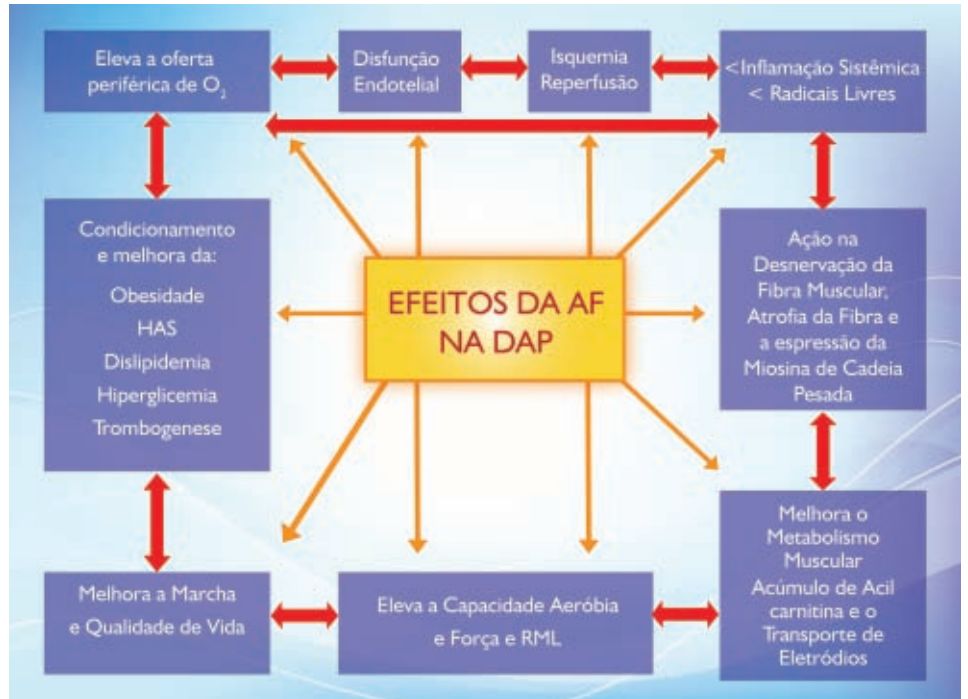 Eleva a oferta
periférica de O₂
Disfunção
Endotelial
Isquemia
Reperfusão
<Inflamação Sistêmica
< Radicais Livres
Condicionamento
e melhora da:
Obesidade
HAS
Dislipidemia
Hiperglicemia
Trombogenese
EFEITOS DA AF
NA DAP
Ação na
Desnervação da
Fibra Muscular,
Atrofia da Fibra e
a espressão da
Miosina de Cadeia
Pesada
Melhora a Marcha
e Qualidade de Vida
Eleva a Capacidade Aeróbia
e Força e RML
Melhora o
Metabolismo
Muscular
Acúmulo de Acil
carnitina e o
Transporte de
Eletródios